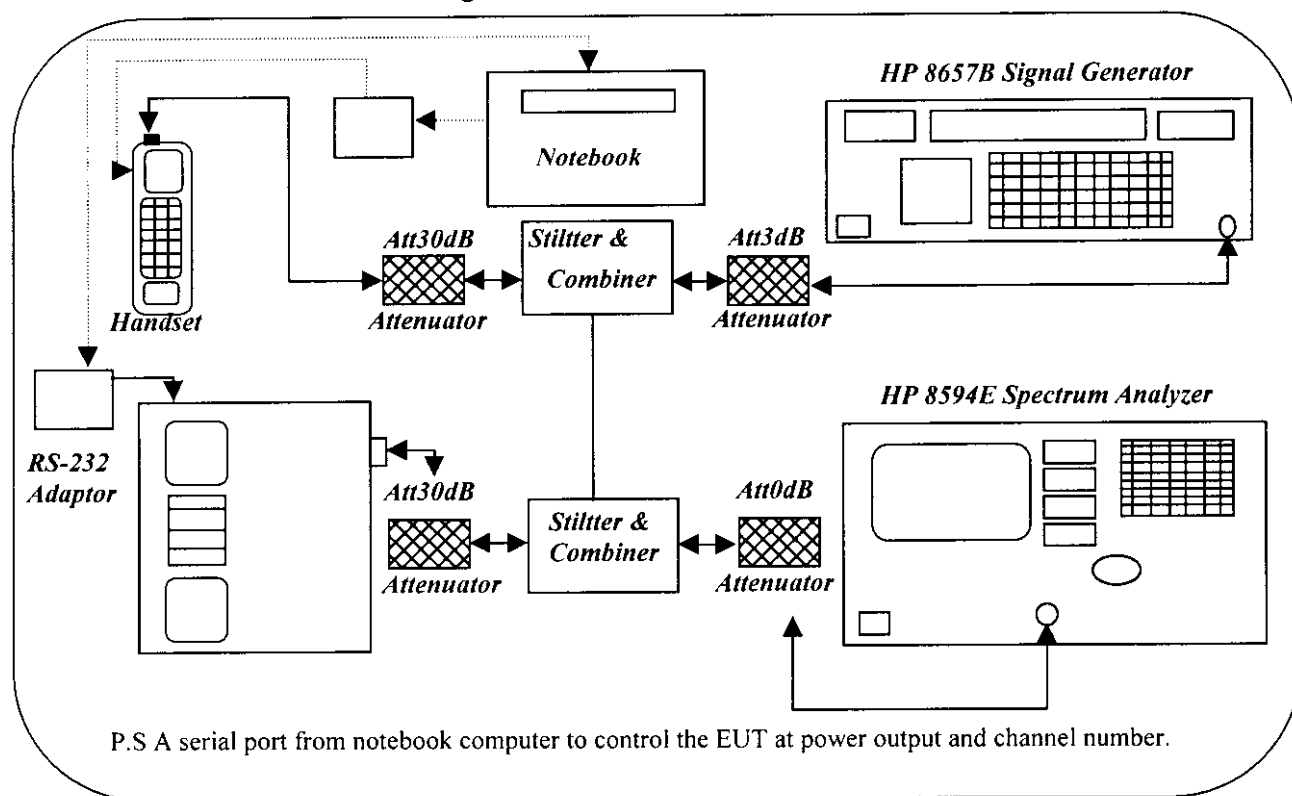 HP 8657B Signal Generator
Notebook
Att30dB
Stiltter &
Combiner
Att3dB
Attenuator
Attenuator
Handset
HP 8594E Spectrum Analyzer
RS-232
Adaptor
Att30dB
Stiltter &
Combiner
Att0dB
Attenuator
Attenuator
P.S A serial port from notebook computer to control the EUT at power output and channel number.